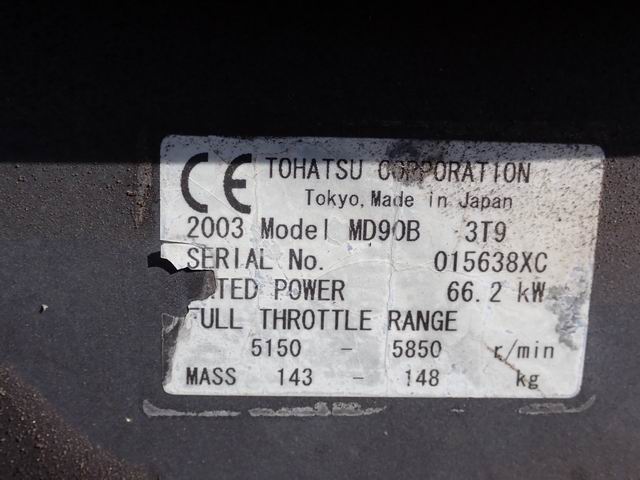 CE TOHATSU CORPORATION
Tokyo, Made in Japan
2003 Model MD90B 3T9
SERIAL No. 015638XC
RATED POWER 66.2 kW
FULL THROTTLE RANGE
5150 - 5850 r/min
MASS 143 - 148 kg